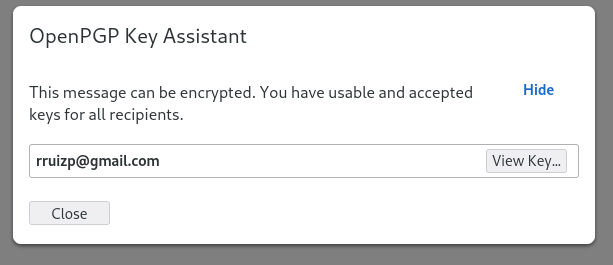 OpenPGP Key Assistant
This message can be encrypted. You have usable and accepted
keys for all recipients.
Hide
rruizp@gmail.com
View Key...
Close